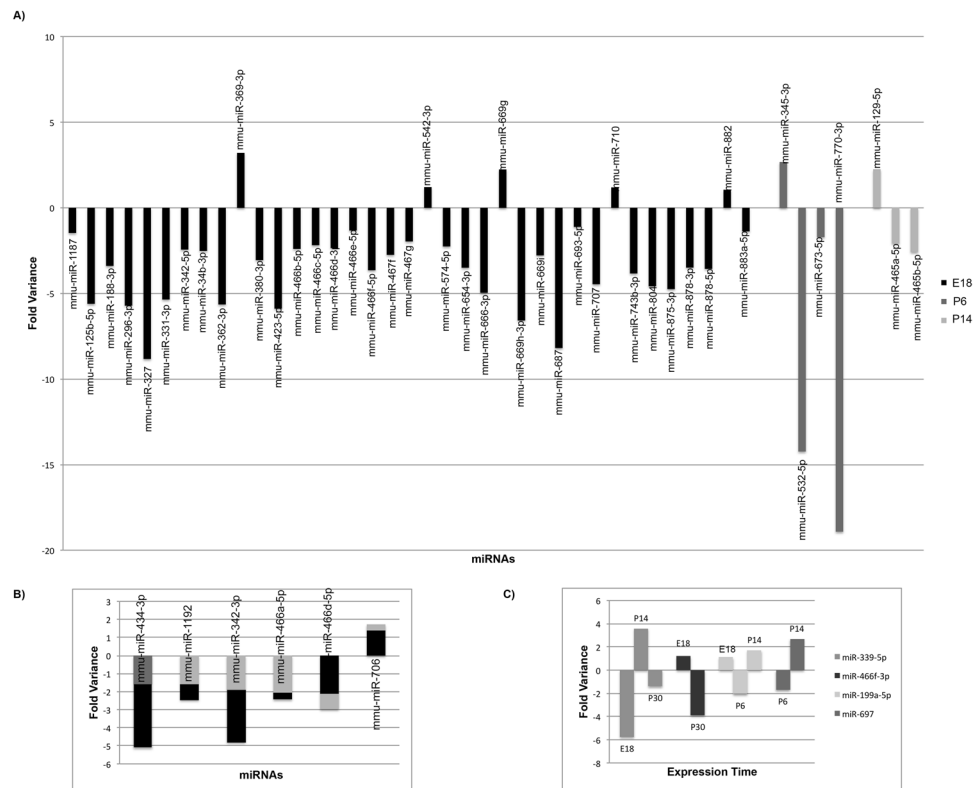 A)
10
5
0
-5
-10
-15
-20
Fold Variance
mmu-miR-1187
mmu-miR-125b-5p
mmu-miR-188-3p
mmu-miR-296-3p
mmu-miR-327
mmu-miR-331-3p
mmu-miR-342-5p
mmu-miR-344b-3p
mmu-miR-362-3p
mmu-miR-369-3p
mmu-miR-380-3p
mmu-miR-423-5p
mmu-miR-466b-5p
mmu-miR-466c-5p
mmu-miR-466d-3p
mmu-miR-466e-5p
mmu-miR-466f-5p
mmu-miR-467f
mmu-miR-467g
mmu-miR-542-3p
mmu-miR-574-5p
mmu-miR-654-3p
mmu-miR-666-3p
mmu-miR-669g
mmu-miR-669h-3p
mmu-miR-669i
mmu-miR-687
mmu-miR-693-5p
mmu-miR-707
mmu-miR-710
mmu-miR-743b-3p
mmu-miR-804
mmu-miR-875-3p
mmu-miR-878-3p
mmu-miR-878-5p
mmu-miR-882
mmu-miR-883a-5p
mmu-miR-345-3p
mmu-miR-532-5p
mmu-miR-673-5p
mmu-miR-770-3p
mmu-miR-129-5p
mmu-miR-465a-5p
mmu-miR-465b-5p
E18
P6
P14
miRNAs
B)
3
2
1
0
-1
-2
-3
-4
-5
-6
Fold Variance
mmu-miR-434-3p
mmu-miR-1192
mmu-miR-342-3p
mmu-miR-466a-5p
mmu-miR-466d-5p
mmu-miR-706
miRNAs
C)
6
4
2
0
-2
-4
-6
-8
Fold Variance
E18
P14
P30
E18
P30
E18
P6
P14
P6
P14
miR-339-5p
miR-466f-3p
miR-199a-5p
miR-697
Expression Time